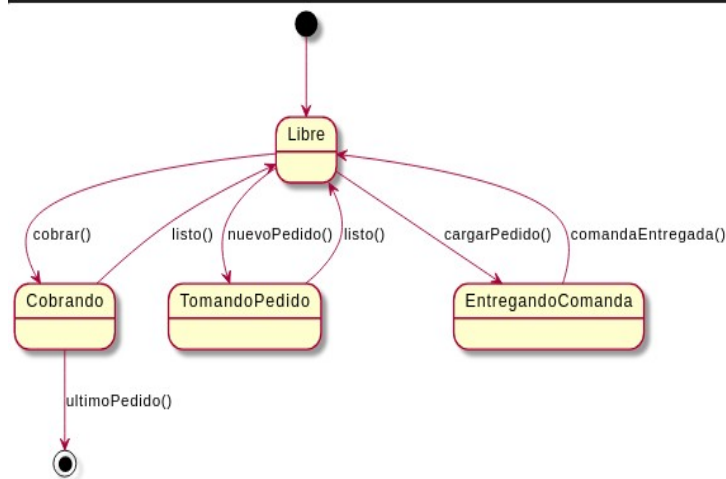 Libre
cobrar()
listo()
nuevoPedido()
listo()
cargarPedido()
comandaEntregada()
Cobrando
TomandoPedido
EntregandoComanda
ultimoPedido()